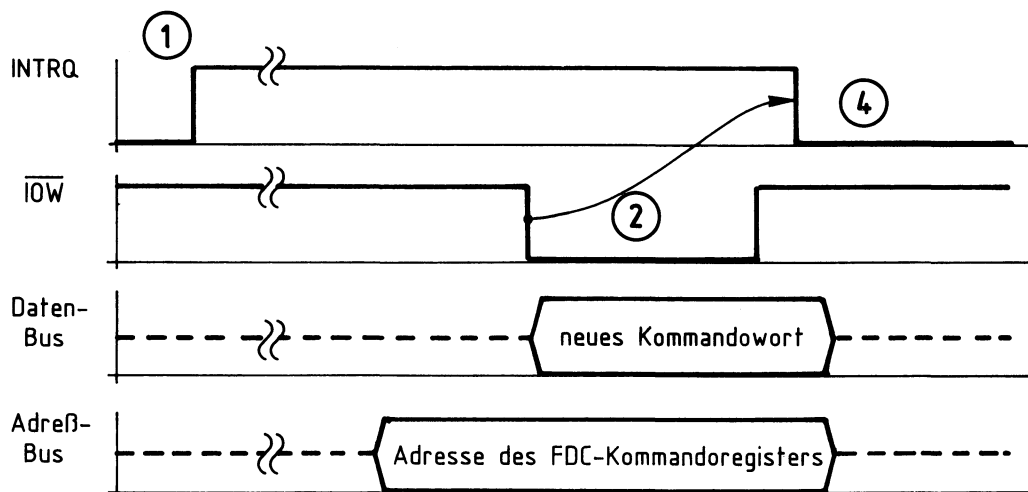 1
INTRQ
4
IOW
2
Daten-
Bus
neues Kommandowort
Adreß-
Bus
Adresse des FDC-Kommandoregisters